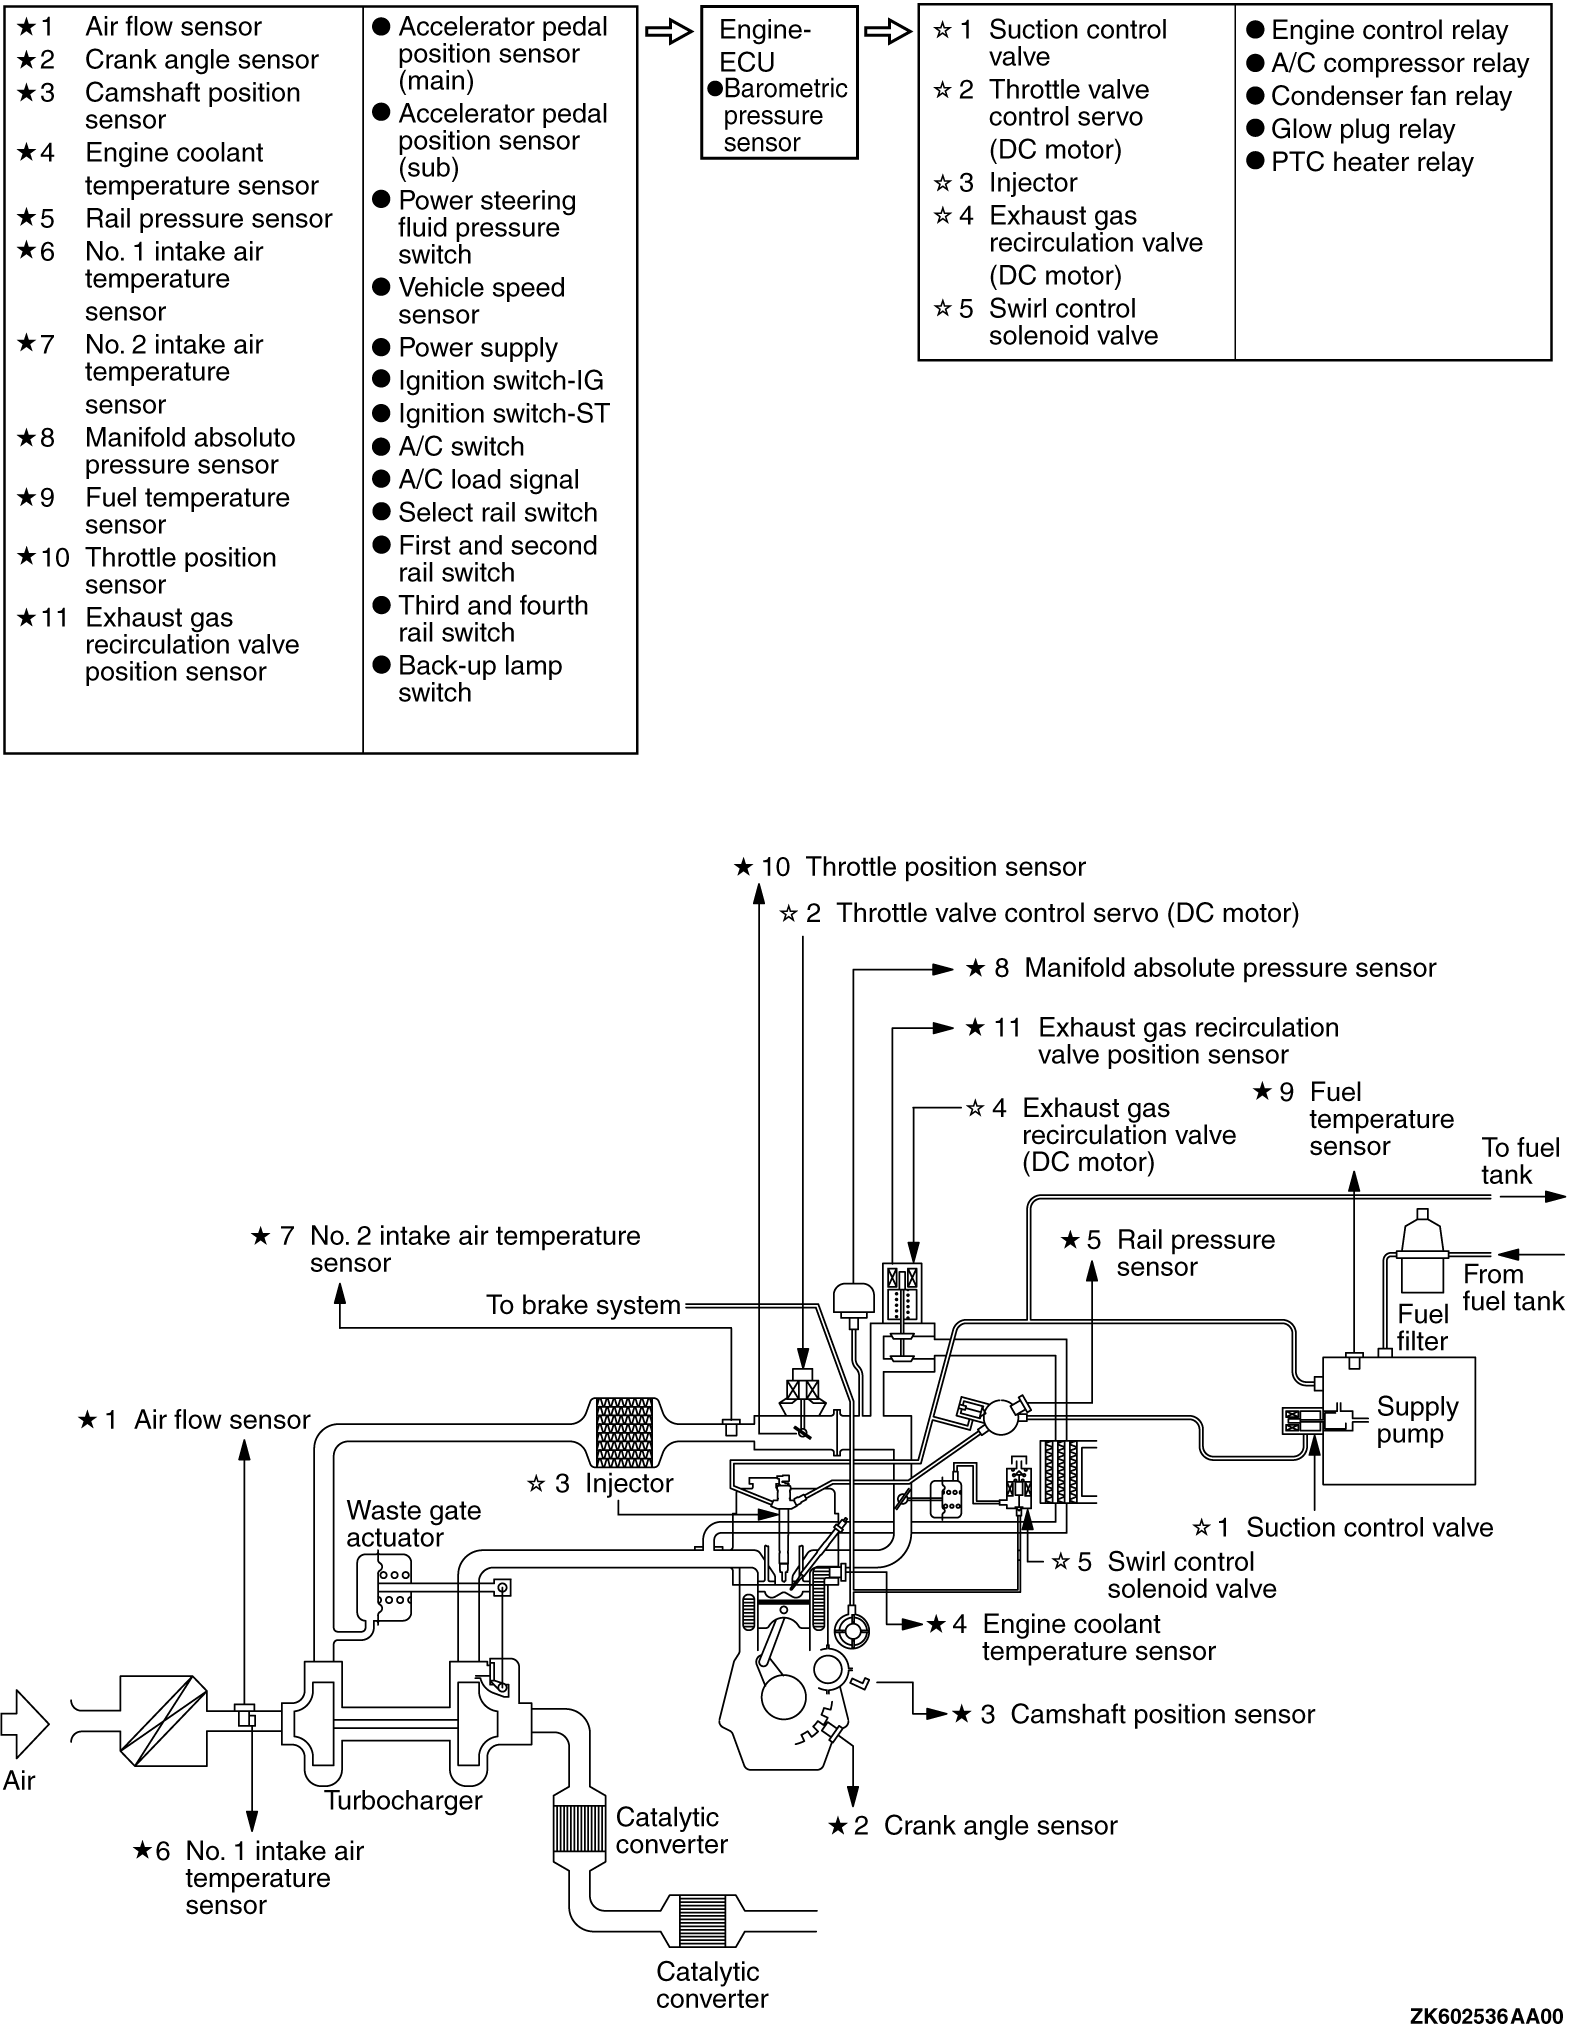 ★1 Air flow sensor
★2 Crank angle sensor
★3 Camshaft position
sensor
★4 Engine coolant
temperature sensor
★5 Rail pressure sensor
★6 No. 1 intake air
temperature
sensor
★7 No. 2 intake air
temperature
sensor
★8 Manifold absoluto
pressure sensor
★9 Fuel temperature
sensor
★10 Throttle position
sensor
★11 Exhaust gas
recirculation valve
position sensor
● Accelerator pedal
position sensor
(main)
● Accelerator pedal
position sensor
(sub)
● Power steering
fluid pressure
switch
● Vehicle speed
sensor
● Power supply
● Ignition switch-IG
● Ignition switch-ST
● A/C switch
● A/C load signal
● Select rail switch
● First and second
rail switch
● Third and fourth
rail switch
● Back-up lamp
switch
Engine-
ECU
●Barometric
pressure
sensor
☆ 1 Suction control
valve
☆ 2 Throttle valve
control servo
(DC motor)
☆ 3 Injector
☆ 4 Exhaust gas
recirculation valve
(DC motor)
☆ 5 Swirl control
solenoid valve
● Engine control relay
● A/C compressor relay
● Condenser fan relay
● Glow plug relay
● PTC heater relay
★ 10 Throttle position sensor
☆ 2 Throttle valve control servo (DC motor)
★ 8 Manifold absolute pressure sensor
★ 11 Exhaust gas recirculation
valve position sensor
☆ 4 Exhaust gas
recirculation valve
(DC motor)
★ 9 Fuel
temperature
sensor
To fuel
tank
★ 7 No. 2 intake air temperature
sensor
★ 5 Rail pressure
sensor
To brake system
From
fuel tank
Fuel
filter
Supply
pump
★ 1 Air flow sensor
☆ 3 Injector
Waste gate
actuator
☆ 1 Suction control valve
☆ 5 Swirl control
solenoid valve
★ 4 Engine coolant
temperature sensor
★ 3 Camshaft position sensor
Air
Turbocharger
★ 2 Crank angle sensor
Catalytic
converter
★6 No. 1 intake air
temperature
sensor
Catalytic
converter
ZK602536AA00